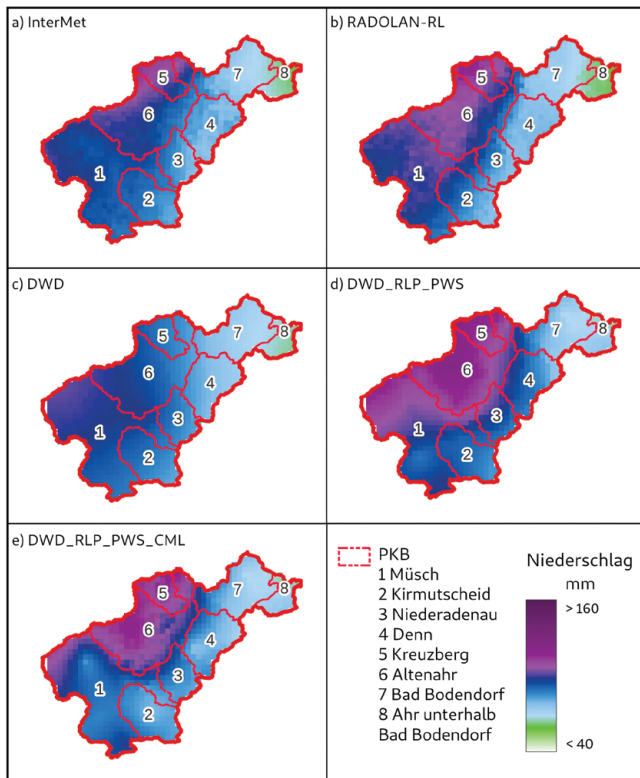 a) InterMet
5
7
8
6
4
3
1
2
b) RADOLAN-RL
5
7
8
6
4
3
1
2
c) DWD
5
7
8
6
4
3
1
2
d) DWD_RLP_PWS
5
7
8
6
4
3
1
2
e) DWD_RLP_PWS_CML
5
7
8
6
4
3
1
2
PKB
1 Müsch
2 Kirmutscheid
3 Niederadenau
4 Denn
5 Kreuzberg
6 Altenahr
7 Bad Bodendorf
8 Ahr unterhalb
Bad Bodendorf
Niederschlag
mm
> 160
< 40